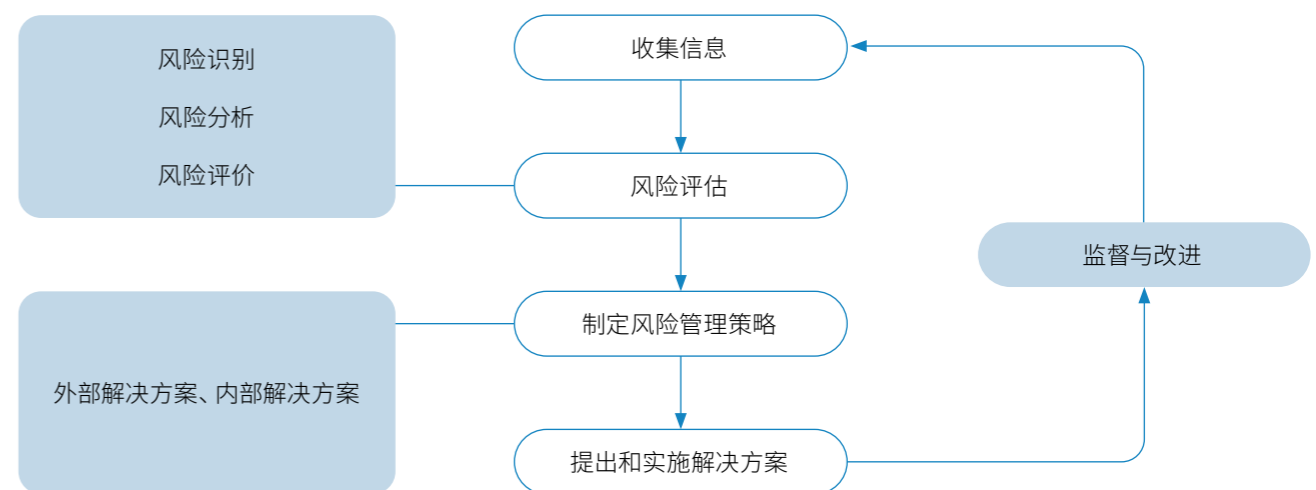 风险识别
风险分析
风险评价
收集信息
风险评估
监督与改进
制定风险管理策略
外部解决方案、内部解决方案
提出和实施解决方案